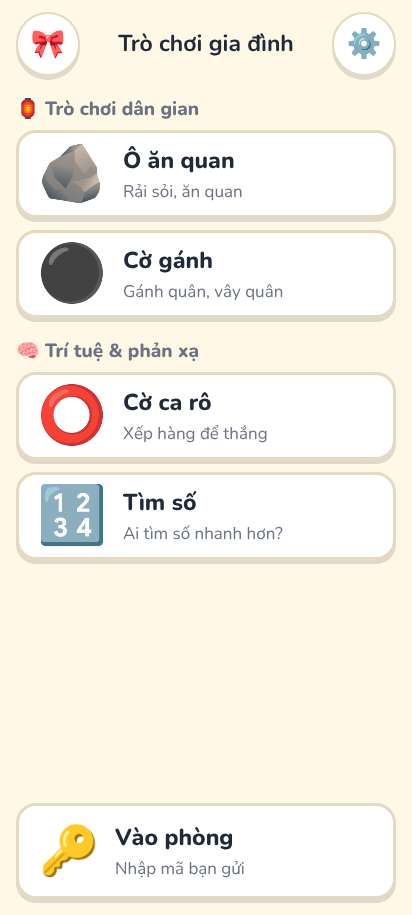 Trò chơi gia đình
Trò chơi dân gian
Ô ăn quan
Rải sỏi, ăn quan
Cờ gánh
Gánh quân, vây quân
Trí tuệ & phản xạ
Cờ ca rô
Xếp hàng để thắng
1 2
3 4
Tìm số
Ai tìm số nhanh hơn?
Vào phòng
Nhập mã bạn gửi